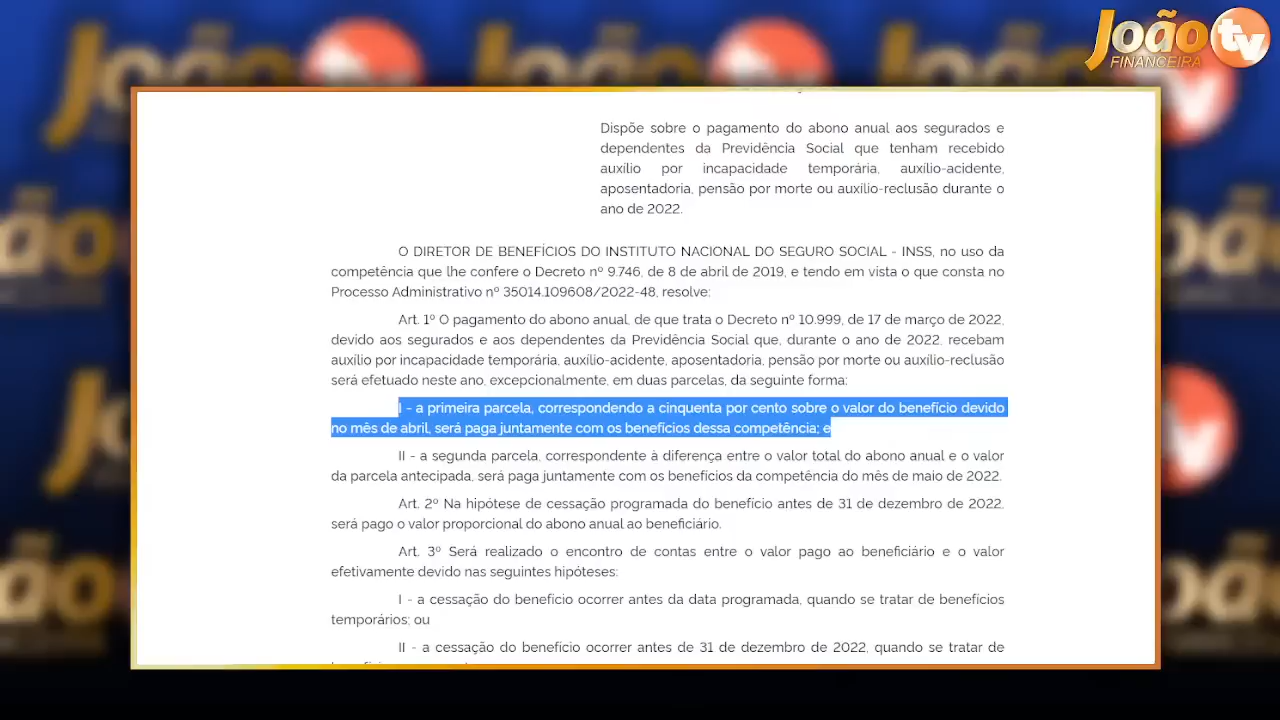 João tv
FINANCEIRA
Dispõe sobre o pagamento do abono anual aos segurados e
dependentes da Previdência Social que tenham recebido
auxílio por incapacidade temporária, auxílio-acidente,
aposentadoria, pensão por morte ou auxílio-reclusão durante o
ano de 2022.
O DIRETOR DE BENEFÍCIOS DO INSTITUTO NACIONAL DO SEGURO SOCIAL - INSS, no uso da
competência que lhe confere o Decreto nº 9.746, de 8 de abril de 2019, e tendo em vista o que consta no
Processo Administrativo nº 35014.109608/2022-48, resolve:
Art. 1º O pagamento do abono anual, de que trata o Decreto nº 10.999, de 17 de março de 2022,
devido aos segurados e aos dependentes da Previdência Social que, durante o ano de 2022, recebam
auxílio por incapacidade temporária, auxílio-acidente, aposentadoria, pensão por morte ou auxílio-reclusão
será efetuado neste ano, excepcionalmente, em duas parcelas, da seguinte forma:
I - a primeira parcela, correspondendo a cinquenta por cento sobre o valor do benefício devido
no mês de abril, será paga juntamente com os benefícios dessa competência; e
II - a segunda parcela, correspondente à diferença entre o valor total do abono anual e o valor
da parcela antecipada, será paga juntamente com os benefícios da competência do mês de maio de 2022.
Art. 2º Na hipótese de cessação programada do benefício antes de 31 de dezembro de 2022,
será pago o valor proporcional do abono anual ao beneficiário.
Art. 3º Será realizado o encontro de contas entre o valor pago ao beneficiário e o valor
efetivamente devido nas seguintes hipóteses:
I - a cessação do benefício ocorrer antes da data programada, quando se tratar de benefícios
temporários; ou
II - a cessação do benefício ocorrer antes de 31 de dezembro de 2022, quando se tratar de